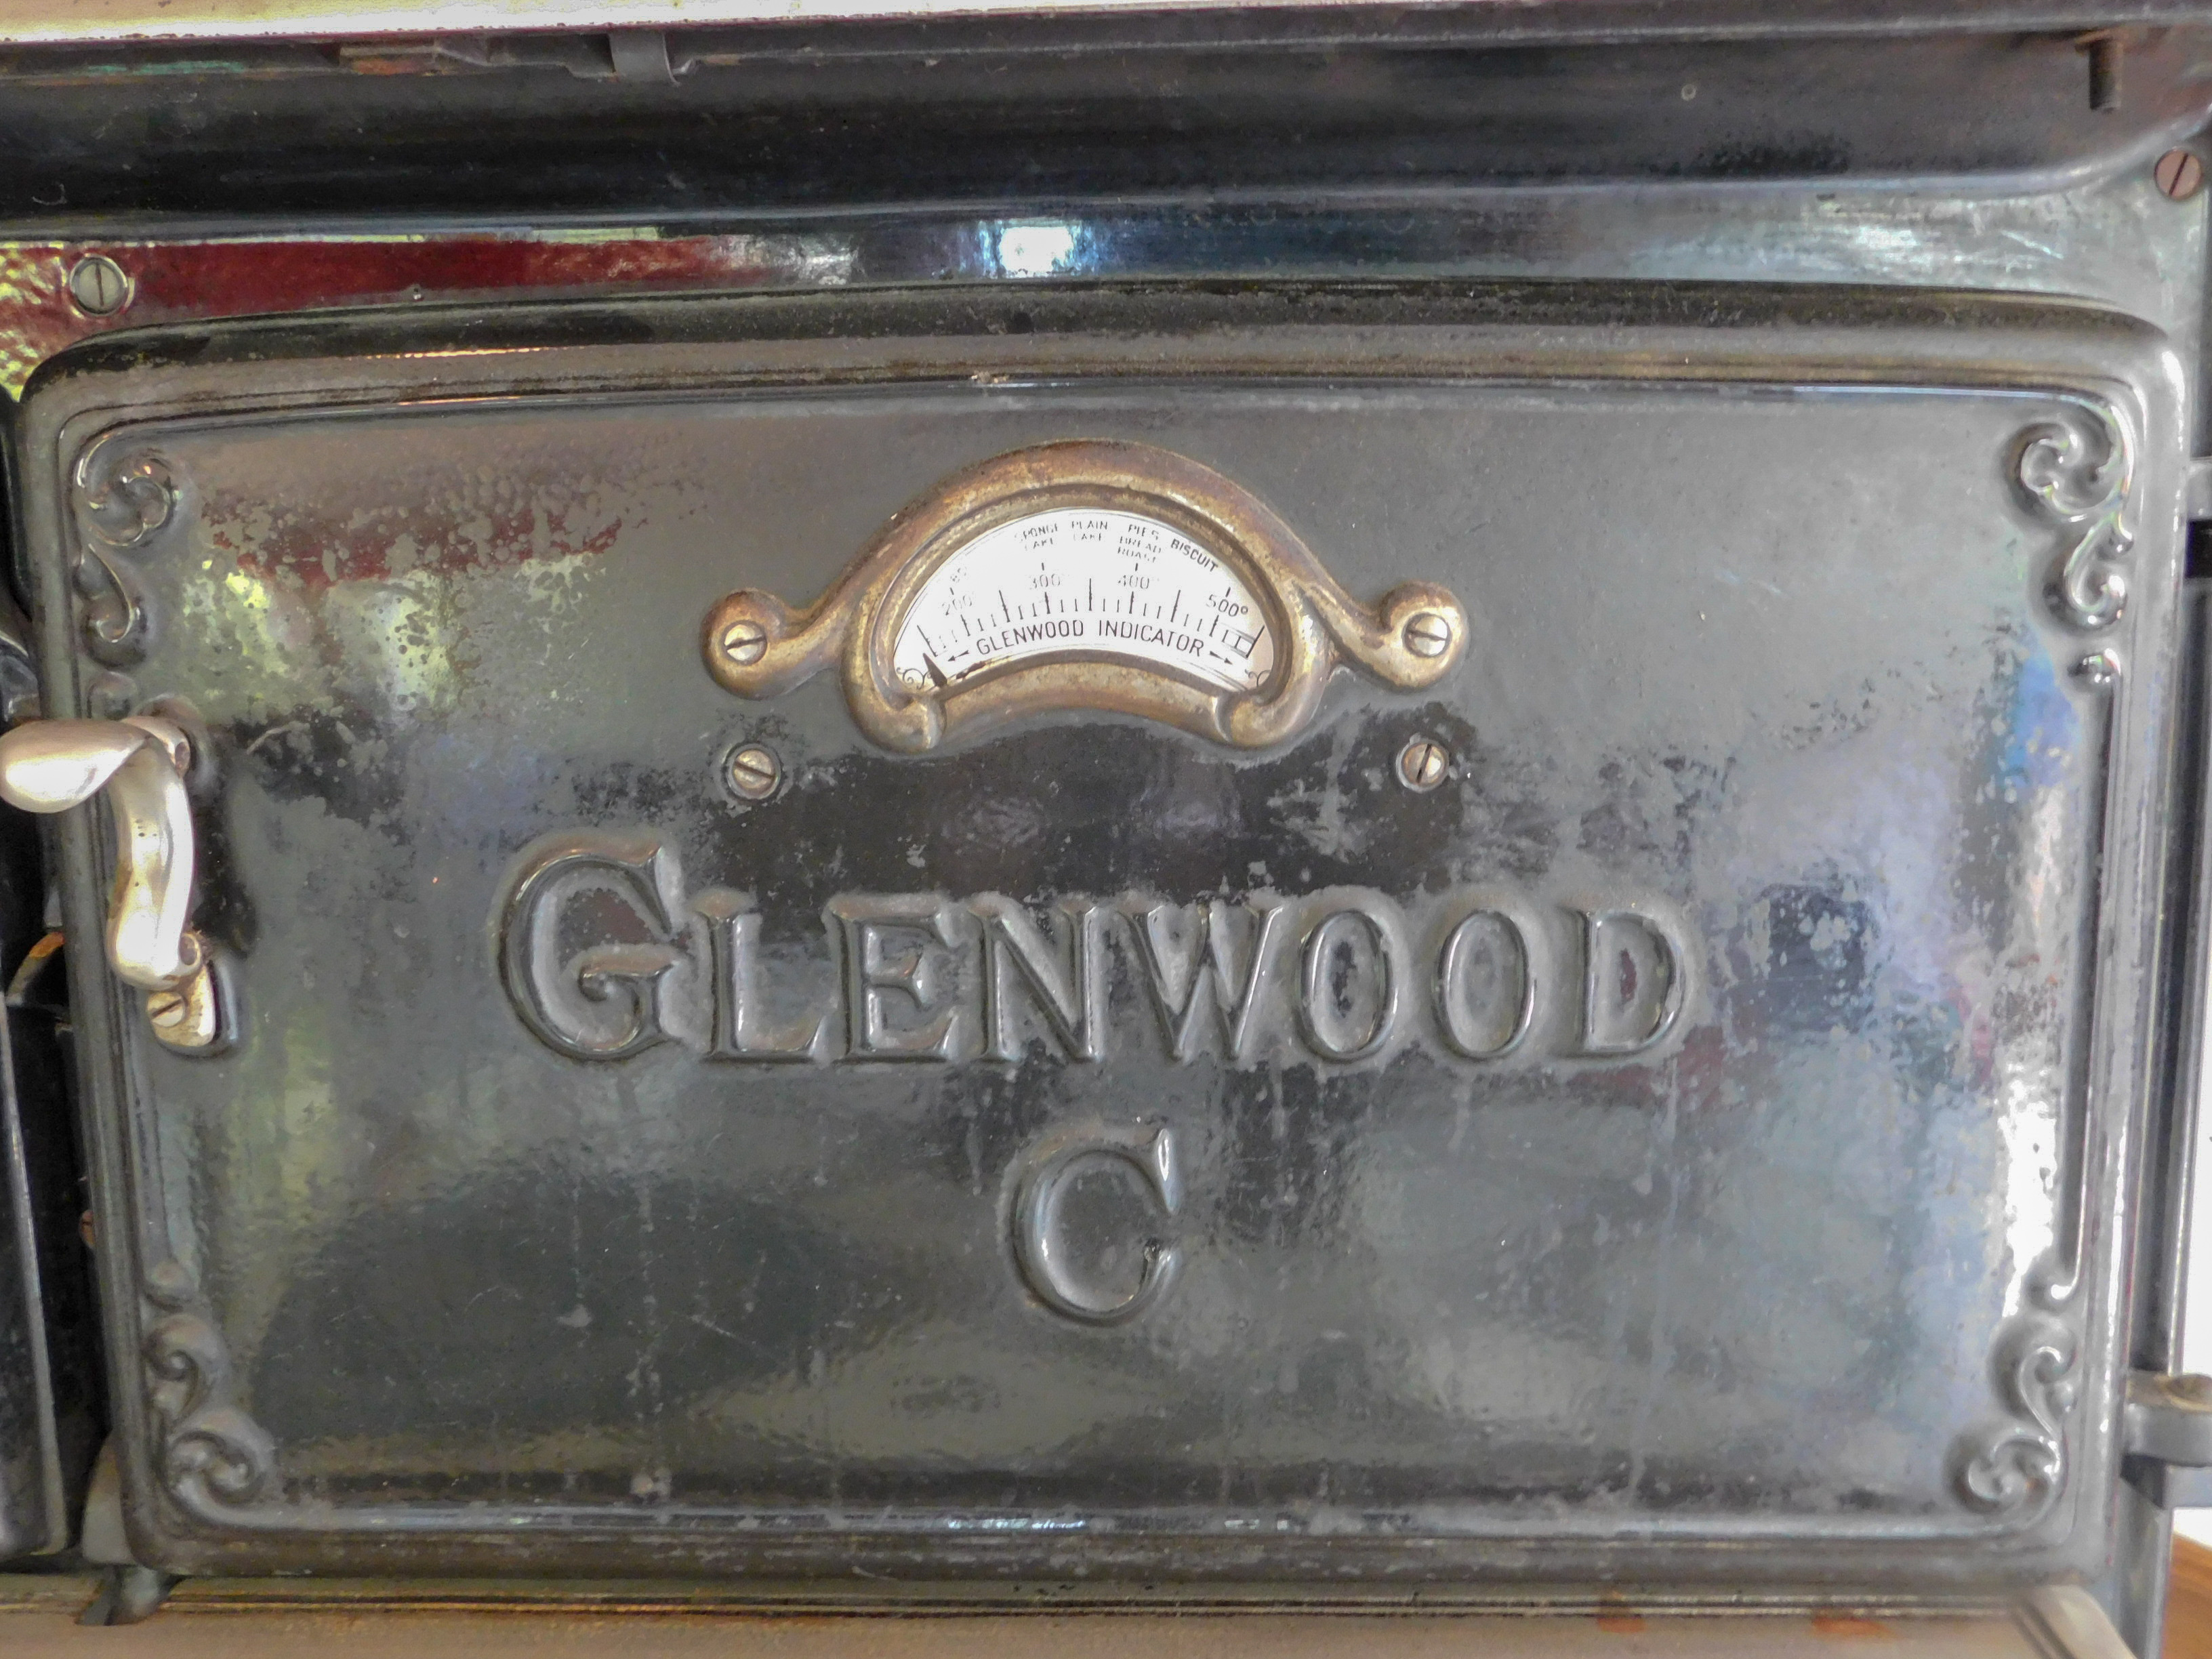 SPONGE CAKE
PLAIN CAKE
PIES BREAD ROAST
BISCUIT
200° 300° 400° 500°
GLENWOOD INDICATOR
GLENWOOD
C